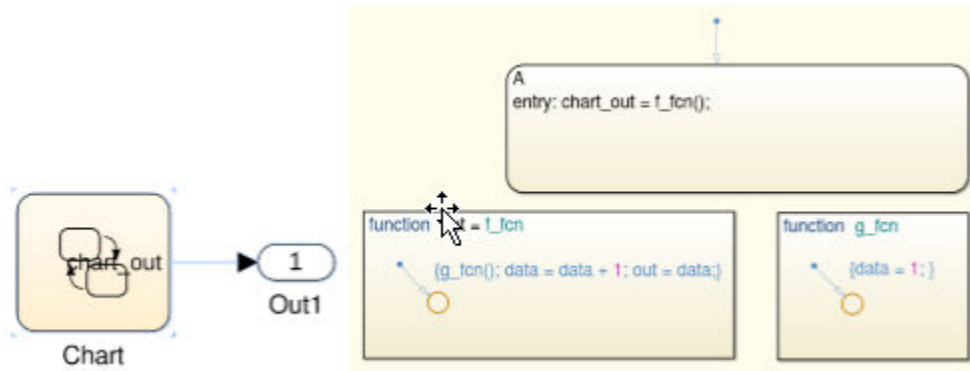 chart_out
1
Out1
Chart
A
entry: chart_out = f_fcn();
function = f_fcn
{g_fcn(); data = data + 1; out = data;}
function g_fcn
{data = 1; }